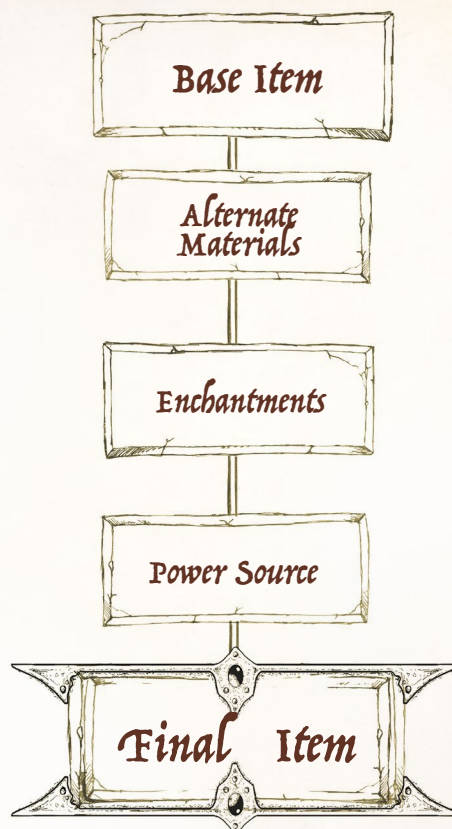 Base Item
Alternate
Materials
Enchantments
Power Source
Final Item